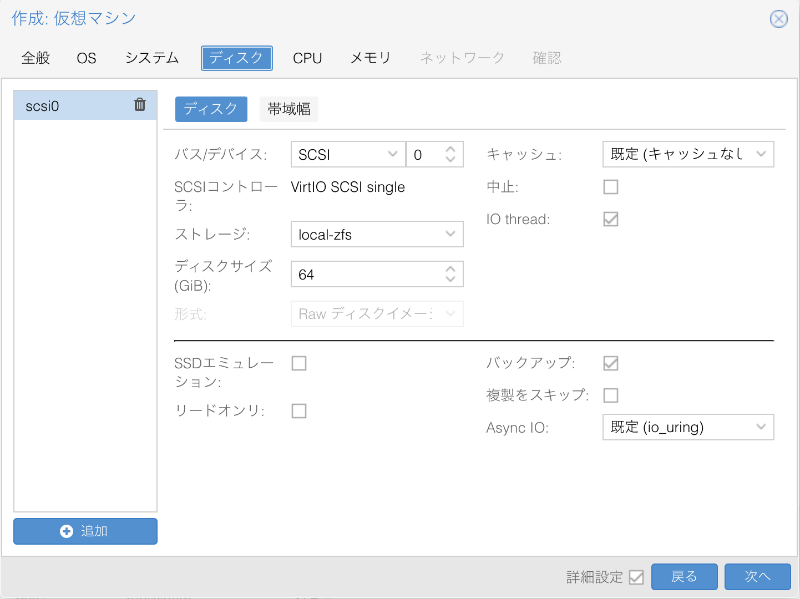 作成: 仮想マシン
全般 OS システム ディスク CPU メモリ ネットワーク 確認
scsi0
ディスク 帯域幅
バス/デバイス: SCSI 0
SCSIコントロー
ラ:
VirtIO SCSI single
ストレージ: local-zfs
ディスクサイズ
(GiB):
64
形式: Raw ディスクイメー
キャッシュ: 既定 (キャッシュなし
中止:
IO thread:
SSDエミュレー
ション:
リードオンリ:
バックアップ:
複製をスキップ:
Async IO: 既定 (io_uring)
追加
詳細設定 戻る 次へ